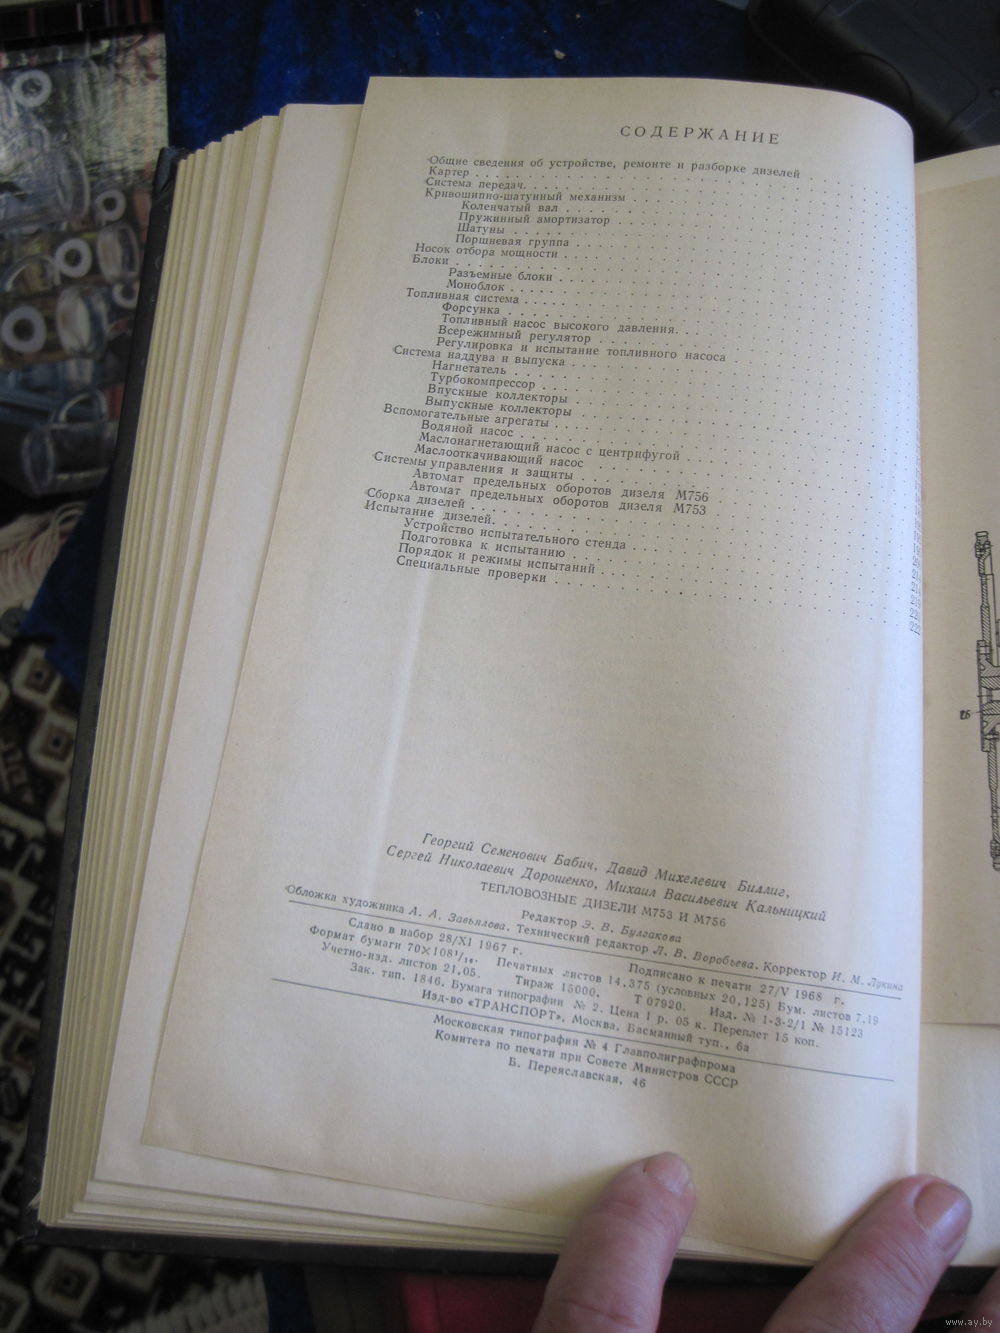 СОДЕРЖАНИЕ
Общие сведения об устройстве, ремонте и разборке дизелей
Картер
Система передач.
Кривошипно-шатунный механизм
Коленчатый вал
Пружинный амортизатор
Шатуны
Поршневая группа
Носок отбора мощности
Блоки
Разъемные блоки
Моноблок
Топливная система
Форсунка
Топливный насос высокого давления.
Всережимный регулятор
Регулировка и испытание топливного насоса
Система наддува и выпуска
Нагнетатель
Турбокомпрессор
Впускные коллекторы
Выпускные коллекторы
Вспомогательные агрегаты
Водяной насос
Маслонагнетающий насос с центрифугой
Маслооткачивающий насос
Системы управления и защиты
Автомат предельных оборотов дизеля М756
Автомат предельных оборотов дизеля М753
Сборка дизелей
Испытание дизелей.
Устройство испытательного стенда
Подготовка к испытанию
Порядок и режимы испытаний
Специальные проверки 222
Георгий Семенович Бабич, Давид Михелевич Биллиг,
Сергей Николаевич Дорошенко, Михаил Васильевич Кальницкий
ТЕПЛОВОЗНЫЕ ДИЗЕЛИ М753 И М756
Редактор Э. В. Булгакова
Обложка художника А. А. Завьялова. Технический редактор Л. В. Воробьева. Корректор И. М. Лукина
Сдано в набор 28/XI 1967 г. Подписано к печати 27/V 1968 г.
Формат бумаги 70×108¹/₁₆. Печатных листов 14,375 (условных 20,125) Бум. листов 7,19
Учетно-изд. листов 21,05. Тираж 15000. Т 07920. Изд. № 1-3-2/1 № 15123
Зак. тип. 1846. Бумага типографии № 2. Цена 1 р. 05 к. Переплет 15 коп.
Изд-во «ТРАНСПОРТ», Москва, Басманный туп., 6а
Московская типография № 4 Главполиграфпрома
Комитета по печати при Совете Министров СССР
Б. Переяславская, 46
www.ay.by